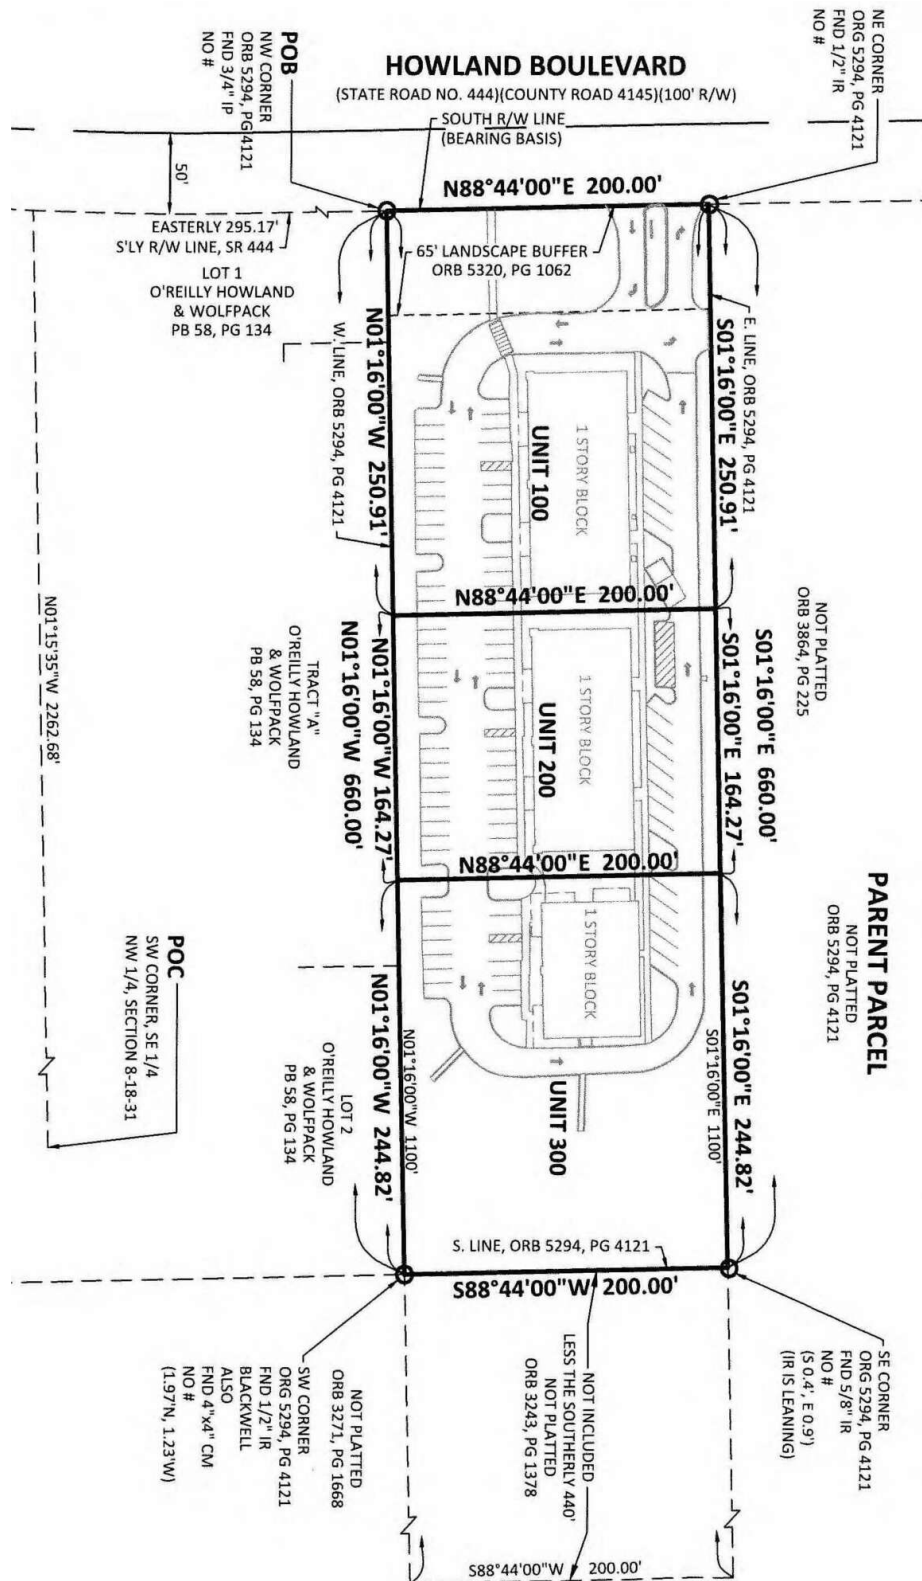 NE CORNER
ORG 5294, PG 4121
FND 1/2" IR
NO #
POB
NW CORNER
ORB 5294, PG 4121
FND 3/4" IP
NO #
HOWLAND BOULEVARD
(STATE ROAD NO. 444)(COUNTY ROAD 4145)(100' R/W)
SOUTH R/W LINE
(BEARING BASIS)
50'
N88°44'00"E 200.00'
EASTERLY 295.17'
S'LY R/W LINE, SR 444
65' LANDSCAPE BUFFER
ORB 5320, PG 1062
LOT 1
O'REILLY HOWLAND
& WOLFPACK
PB 58, PG 134
N01°16'00"W 250.91'
W. LINE, ORB 5294, PG 4121
E. LINE, ORB 5294, PG 4121
S01°16'00"E 250.91'
UNIT 100
1 STORY BLOCK
N88°44'00"E 200.00'
NOT PLATTED
ORB 3864, PG 225
S01°16'00"E 660.00'
S01°16'00"E 164.27'
N01°16'00"W 164.27'
N01°16'00"W 660.00'
TRACT "A"
O'REILLY HOWLAND
& WOLFPACK
PB 58, PG 134
N01°15'35"W 2262.68'
UNIT 200
1 STORY BLOCK
N88°44'00"E 200.00'
PARENT PARCEL
NOT PLATTED
ORB 5294, PG 4121
POC
SW CORNER, SE 1/4
NW 1/4, SECTION 8-18-31
1 STORY BLOCK
UNIT 300
S01°16'00"E 244.82'
S01°16'00"E 1100'
N01°16'00"W 1100'
N01°16'00"W 244.82'
LOT 2
O'REILLY HOWLAND
& WOLFPACK
PB 58, PG 134
S. LINE, ORB 5294, PG 4121
S88°44'00"W 200.00'
SE CORNER
ORG 5294, PG 4121
FND 5/8" IR
NO #
(S 0.4', E 0.9')
(IR IS LEANING)
NOT INCLUDED
LESS THE SOUTHERLY 440'
NOT PLATTED
ORB 3243, PG 1378
NOT PLATTED
ORB 3271, PG 1668
SW CORNER
ORG 5294, PG 4121
FND 1/2" IR
BLACKWELL
ALSO
FND 4"x4" CM
NO #
(1.97'N, 1.23'W)
S88°44'00"W 200.00'